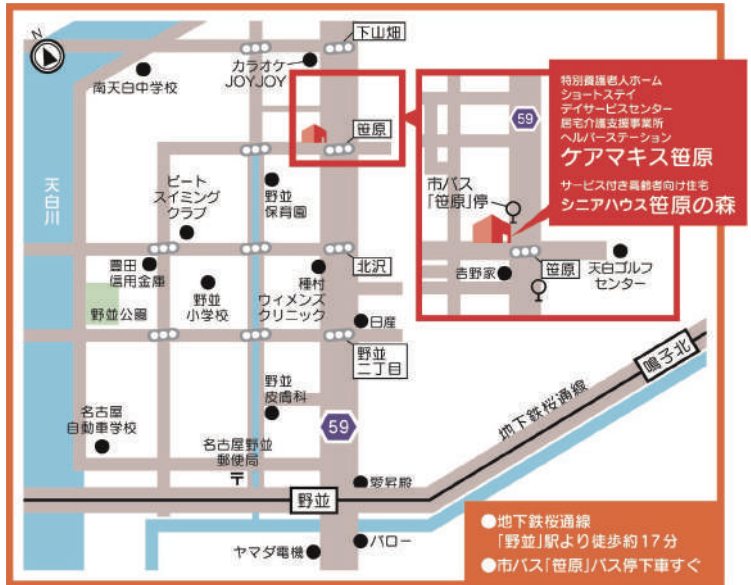 N
下山畑
カラオケ
JOYJOY
南天白中学校
笹原
天白川
ビート
スイミング
クラブ
野並
保育園
豊田
信用金庫
野並
小学校
北沢
種村
ウィメンズ
クリニック
野並公園
日産
野並
二丁目
野並
皮膚科
名古屋
自動車学校
59
名古屋野並
郵便局
〒
愛昇殿
野並
地下鉄桜通線
鳴子北
ヤマダ電機
バロー
59
市バス
「笹原」停
吉野家
笹原
天白ゴルフ
センター
特別養護老人ホーム
ショートステイ
デイサービスセンター
居宅介護支援事業所
ヘルパーステーション
ケアマキス笹原
サービス付き高齢者向け住宅
シニアハウス笹原の森
●地下鉄桜通線
「野並」駅より徒歩約17分
●市バス「笹原」バス停下車すぐ